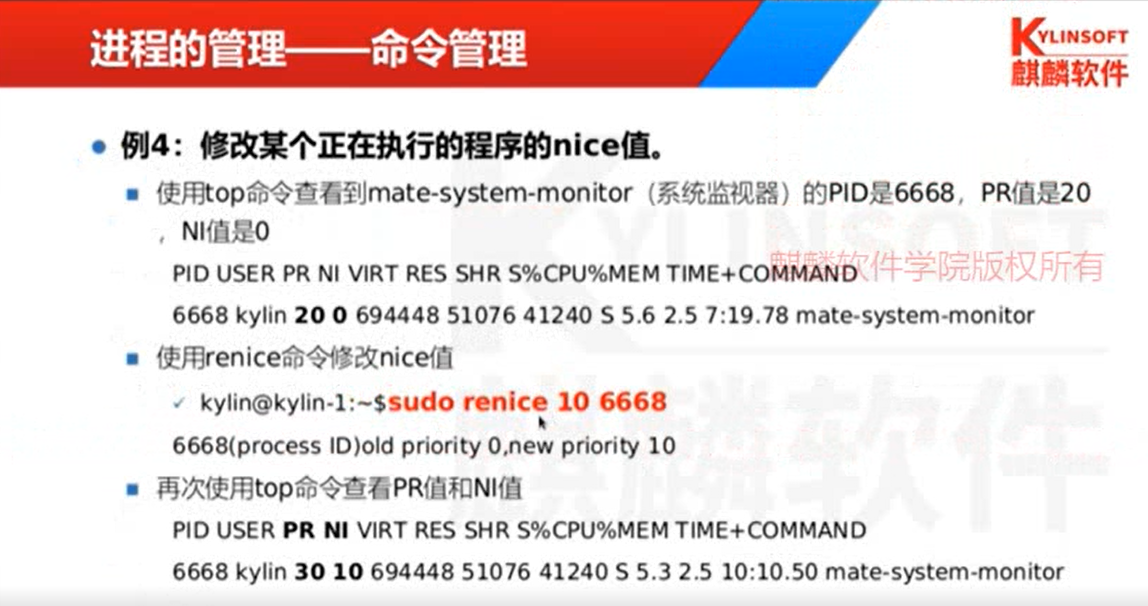 进程的管理——命令管理
KYLINSOFT
麒麟软件
例4：修改某个正在执行的程序的nice值。
使用top命令查看到mate-system-monitor（系统监视器）的PID是6668，PR值是20
，NI值是0
麒麟软件学院版权所有
PID USER PR NI VIRT RES SHR S%CPU%MEM TIME+COMMAND
6668 kylin 20 0 694448 51076 41240 S 5.6 2.5 7:19.78 mate-system-monitor
使用renice命令修改nice值
kylin@kylin-1:~$sudo renice 10 6668
6668(process ID)old priority 0,new priority 10
再次使用top命令查看PR值和NI值
PID USER PR NI VIRT RES SHR S%CPU%MEM TIME+COMMAND
6668 kylin 30 10 694448 51076 41240 S 5.3 2.5 10:10.50 mate-system-monitor
KYLINSOFT
麒麟软件